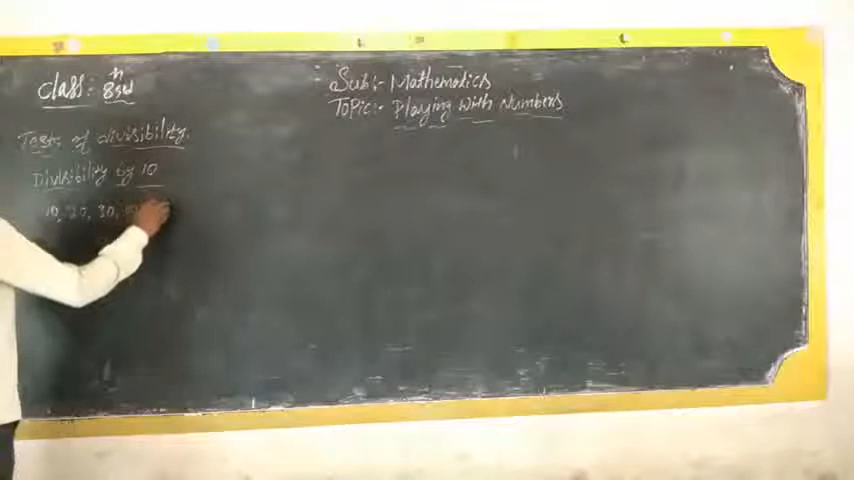 Class:- 8th
Sub:- Mathematics
Topic:- Playing with Numbers
Tests of divisibility.
Divisibility by 10
10, 20, 30,